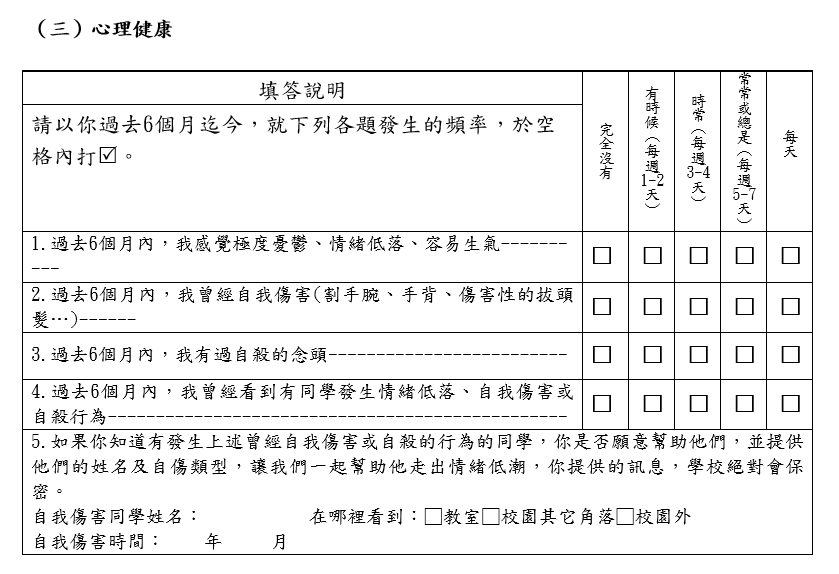 （三）心理健康
填答說明
請以你過去6個月迄今，就下列各題發生的頻率，於空
格內打☑。
完全沒有
有時候（每週1-2天）
時常（每週3-4天）
常常或總是（每週5-7天）
每天
1.過去6個月內，我感覺極度憂鬱、情緒低落、容易生氣-------
---
□ □ □ □ □
2.過去6個月內，我曾經自我傷害(割手腕、手背、傷害性的拔頭
髮…)------
□ □ □ □ □
3.過去6個月內，我有過自殺的念頭-------------------------
□ □ □ □ □
4.過去6個月內，我曾經看到有同學發生情緒低落、自我傷害或
自殺行為------------------------------------------------
□ □ □ □ □
5.如果你知道有發生上述曾經自我傷害或自殺的行為的同學，你是否願意幫助他們，並提供
他們的姓名及自傷類型，讓我們一起幫助他走出情緒低潮，你提供的訊息，學校絕對會保
密。
自我傷害同學姓名： 在哪裡看到：□教室□校園其它角落□校園外
自我傷害時間： 年 月